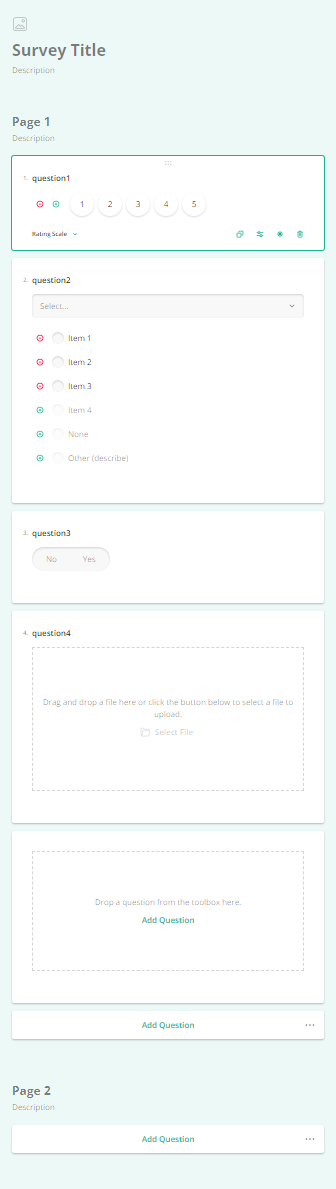 Survey Title
Description
Page 1
Description
1. question1
1 2 3 4 5
Rating Scale
2. question2
Select...
Item 1
Item 2
Item 3
Item 4
None
Other (describe)
3. question3
No Yes
4. question4
Drag and drop a file here or click the button below to select a file to
upload.
Select File
Drop a question from the toolbox here.
Add Question
Add Question
Page 2
Description
Add Question